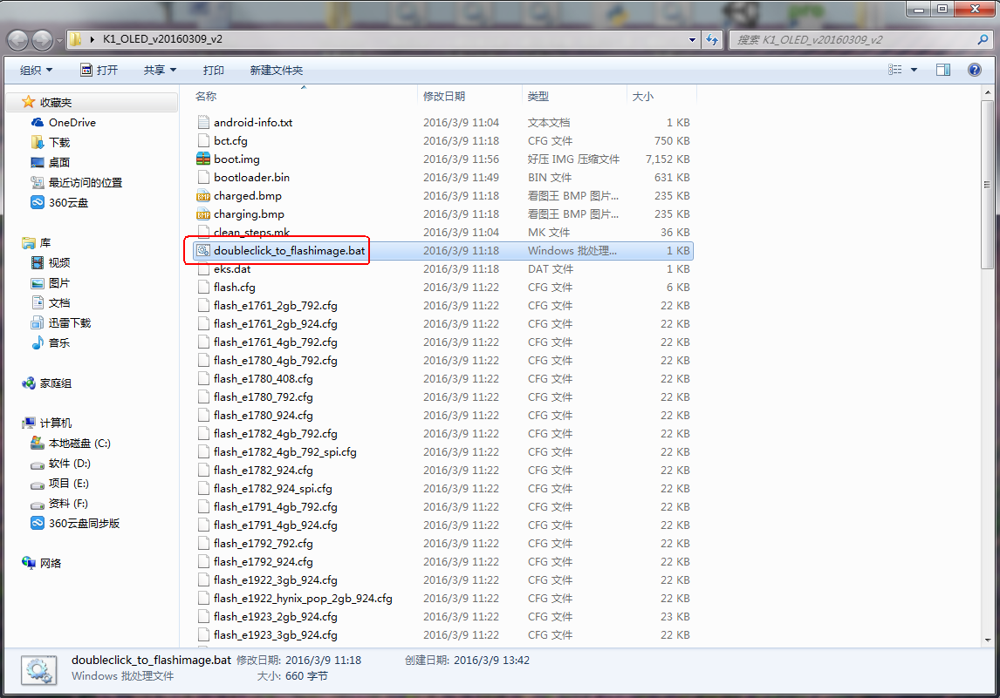 K1_OLED_v20160309_v2
搜索 K1_OLED_v20160309_v2
组织 打开 共享 打印 新建文件夹
收藏夹
OneDrive
下载
桌面
最近访问的位置
360云盘
库
视频
图片
文档
迅雷下载
音乐
家庭组
计算机
本地磁盘 (C:)
软件 (D:)
项目 (E:)
资料 (F:)
360云盘同步版
网络
名称 修改日期 类型 大小
android-info.txt 2016/3/9 11:04 文本文档 1 KB
bct.cfg 2016/3/9 11:18 CFG 文件 750 KB
boot.img 2016/3/9 11:56 好压 IMG 压缩文件 7,152 KB
bootloader.bin 2016/3/9 11:49 BIN 文件 631 KB
charged.bmp 2016/3/9 11:18 看图王 BMP 图片... 235 KB
charging.bmp 2016/3/9 11:18 看图王 BMP 图片... 235 KB
clean_steps.mk 2016/3/9 11:04 MK 文件 36 KB
doubleclick_to_flashimage.bat 2016/3/9 11:18 Windows 批处理... 1 KB
eks.dat 2016/3/9 11:18 DAT 文件 1 KB
flash.cfg 2016/3/9 11:22 CFG 文件 6 KB
flash_e1761_2gb_792.cfg 2016/3/9 11:22 CFG 文件 22 KB
flash_e1761_2gb_924.cfg 2016/3/9 11:22 CFG 文件 22 KB
flash_e1761_4gb_792.cfg 2016/3/9 11:22 CFG 文件 22 KB
flash_e1780_4gb_792.cfg 2016/3/9 11:22 CFG 文件 22 KB
flash_e1780_408.cfg 2016/3/9 11:22 CFG 文件 22 KB
flash_e1780_792.cfg 2016/3/9 11:22 CFG 文件 22 KB
flash_e1780_924.cfg 2016/3/9 11:22 CFG 文件 22 KB
flash_e1782_4gb_792.cfg 2016/3/9 11:22 CFG 文件 22 KB
flash_e1782_4gb_792_spi.cfg 2016/3/9 11:22 CFG 文件 22 KB
flash_e1782_924.cfg 2016/3/9 11:22 CFG 文件 22 KB
flash_e1782_924_spi.cfg 2016/3/9 11:22 CFG 文件 22 KB
flash_e1791_4gb_792.cfg 2016/3/9 11:22 CFG 文件 22 KB
flash_e1791_4gb_924.cfg 2016/3/9 11:22 CFG 文件 22 KB
flash_e1792_792.cfg 2016/3/9 11:22 CFG 文件 22 KB
flash_e1792_924.cfg 2016/3/9 11:22 CFG 文件 22 KB
flash_e1922_3gb_924.cfg 2016/3/9 11:22 CFG 文件 22 KB
flash_e1922_hynix_pop_2gb_924.cfg 2016/3/9 11:22 CFG 文件 22 KB
flash_e1923_2gb_924.cfg 2016/3/9 11:22 CFG 文件 23 KB
flash_e1923_3gb_924.cfg 2016/3/9 11:22 CFG 文件 22 KB
doubleclick_to_flashimage.bat 修改日期: 2016/3/9 11:18 创建日期: 2016/3/9 13:42
Windows 批处理文件 大小: 660 字节